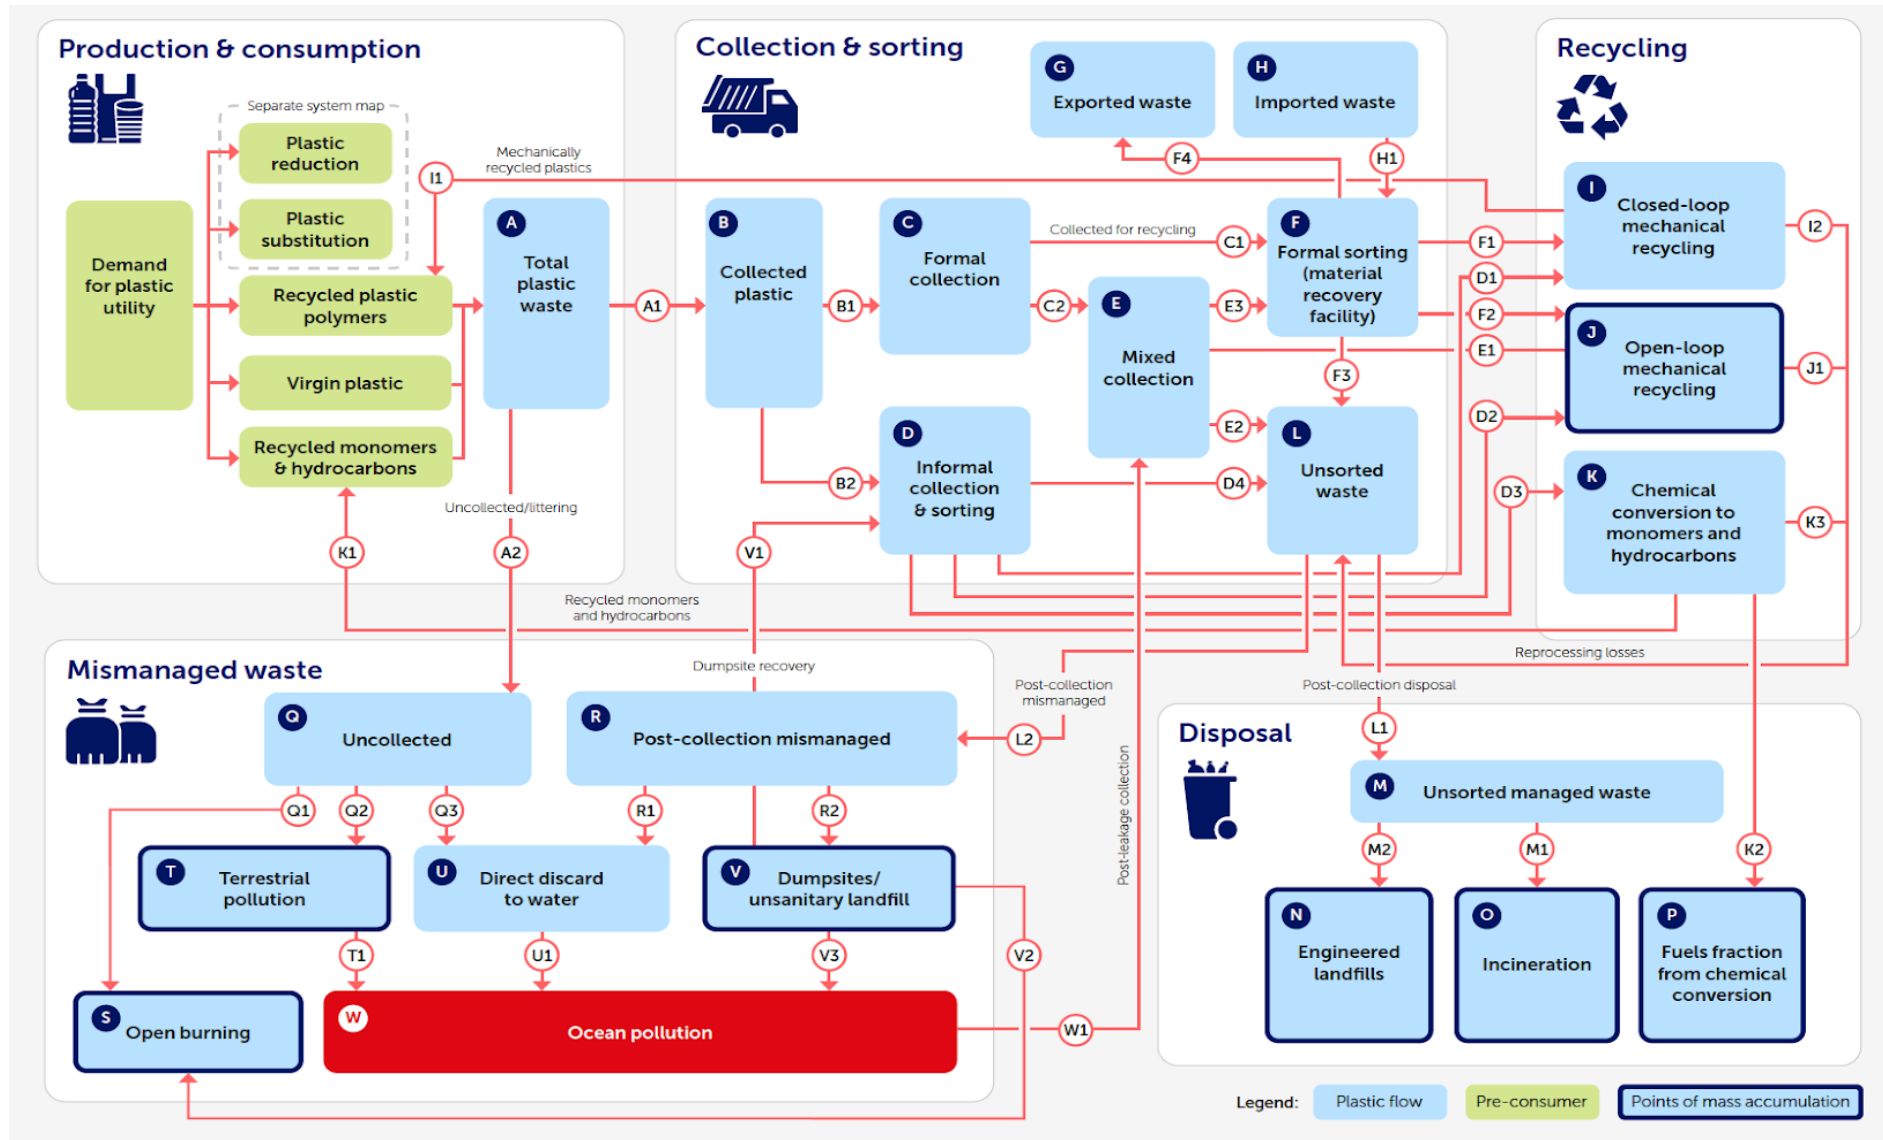 Production & consumption
Separate system map
Plastic
reduction
Plastic
substitution
Demand
for plastic
utility
Recycled plastic
polymers
Virgin plastic
Recycled monomers
& hydrocarbons
Mechanically
recycled plastics
I1
A
Total
plastic
waste
A1
Uncollected/littering
K1
A2
Collection & sorting
G
Exported waste
H
Imported waste
F4
H1
B
Collected
plastic
B1
B2
C
Formal
collection
Collected for recycling
C1
C2
E
Mixed
collection
E3
E2
F
Formal sorting
(material
recovery
facility)
F3
D
Informal
collection
& sorting
D4
L
Unsorted
waste
V1
F1
D1
F2
E1
D2
D3
Recycling
I
Closed-loop
mechanical
recycling
I2
J
Open-loop
mechanical
recycling
J1
K
Chemical
conversion to
monomers and
hydrocarbons
K3
Recycled monomers
and hydrocarbons
Reprocessing losses
Mismanaged waste
Dumpsite recovery
Post-collection
mismanaged
L2
Post-collection disposal
L1
Post-leakage collection
Q
Uncollected
R
Post-collection mismanaged
Q1
Q2
Q3
R1
R2
T
Terrestrial
pollution
U
Direct discard
to water
V
Dumpsites/
unsanitary landfill
T1
U1
V3
V2
S
Open burning
W
Ocean pollution
W1
Disposal
M
Unsorted managed waste
M2
M1
K2
N
Engineered
landfills
O
Incineration
P
Fuels fraction
from chemical
conversion
Legend:
Plastic flow
Pre-consumer
Points of mass accumulation